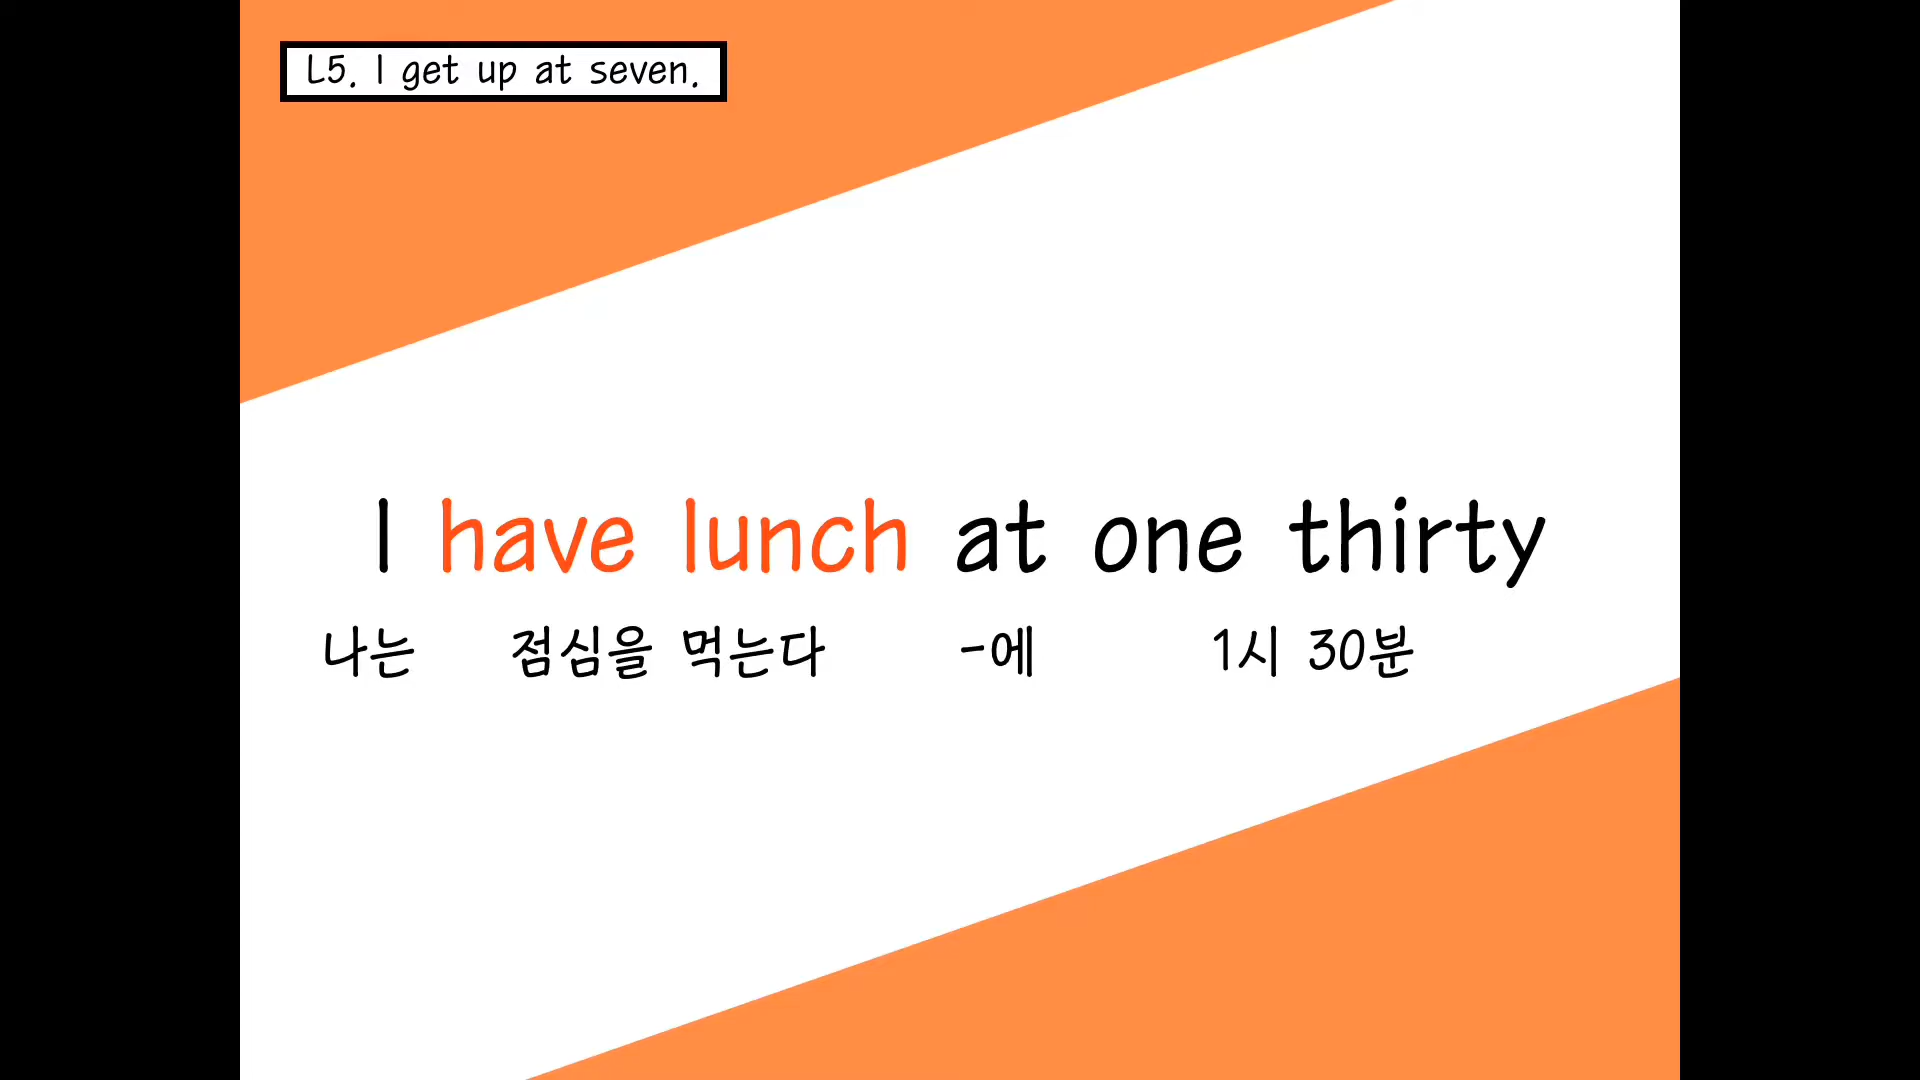 L5. I get up at seven.
I have lunch at one thirty
나는 점심을 먹는다 -에 1시 30분